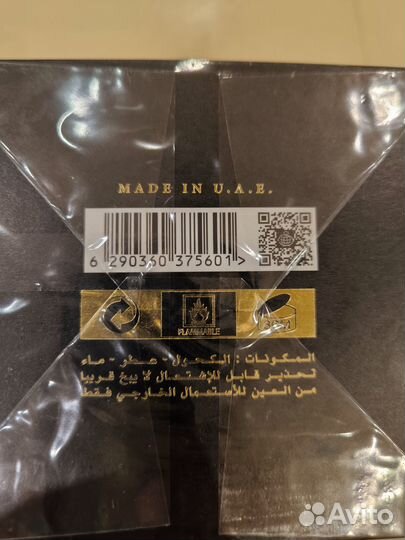 MADE IN U.A.E.
6 290360 375601 >
FLAMMABLE
المكونات : الكحول - عطر - ماء
تحذير قابل للإشتعال لا يبخ قريبا
من العين للأستعمال الخارجي فقط
Avito